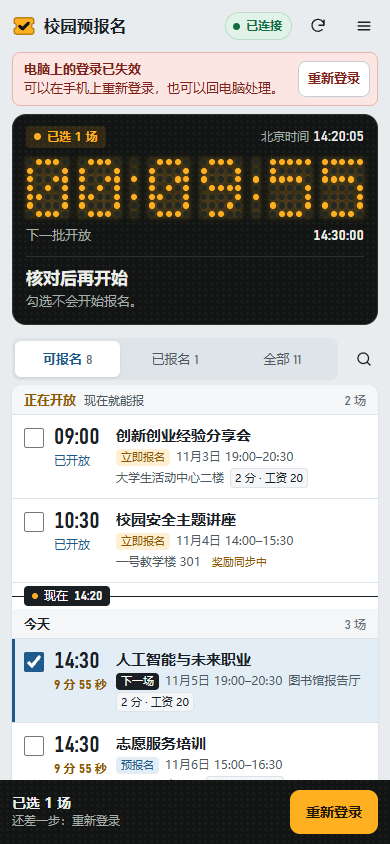 校园预报名
已连接
电脑上的登录已失效
可以在手机上重新登录，也可以回电脑处理。
重新登录
已选 1 场
北京时间 14:20:05
00:09:55
下一批开放
14:30:00
核对后再开始
勾选不会开始报名。
可报名 8
已报名 1
全部 11
正在开放 现在就能报
2 场
09:00
已开放
创新创业经验分享会
立即报名 11月3日 19:00–20:30
大学生活动中心二楼 2 分 · 工资 20
10:30
已开放
校园安全主题讲座
立即报名 11月4日 14:00–15:30
一号教学楼 301 奖励同步中
现在 14:20
今天
3 场
14:30
9 分 55 秒
人工智能与未来职业
下一场 11月5日 19:00–20:30 图书馆报告厅
2 分 · 工资 20
14:30
9 分 55 秒
志愿服务培训
预报名 11月6日 15:00–16:30
已选 1 场
还差一步：重新登录
重新登录